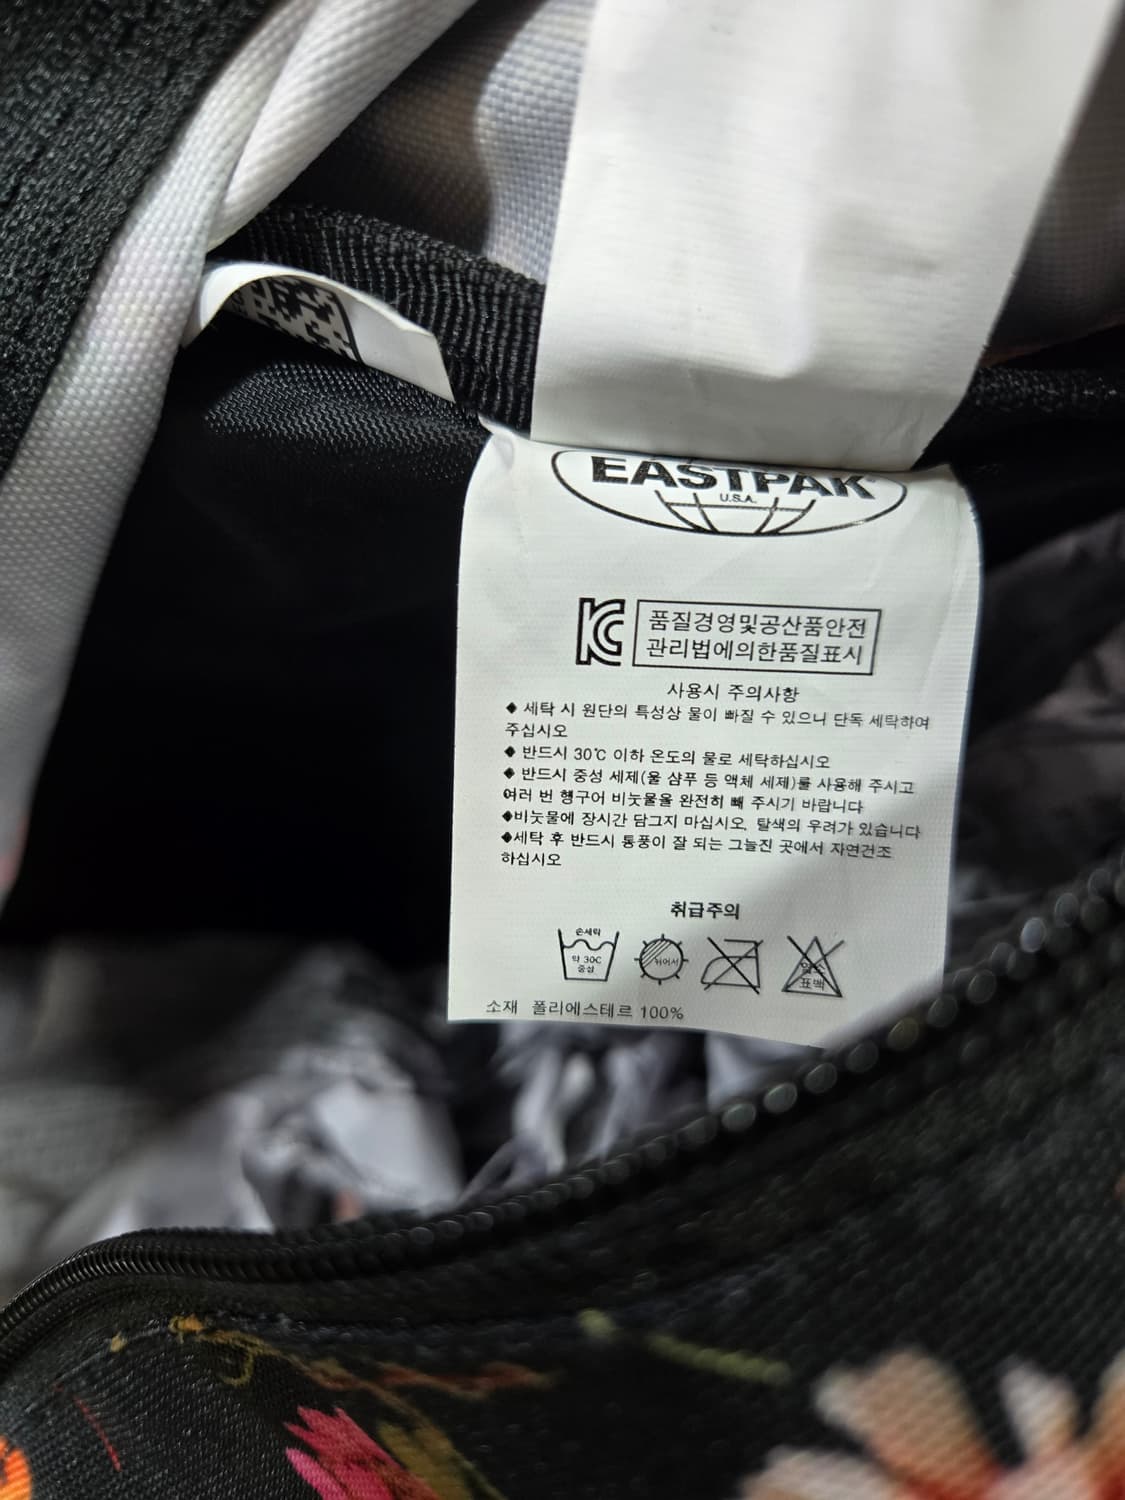 EASTPAK
U.S.A.
품질경영및공산품안전
관리법에의한품질표시
사용시 주의사항
◆ 세탁 시 원단의 특성상 물이 빠질 수 있으니 단독 세탁하여
주십시오
◆ 반드시 30℃ 이하 온도의 물로 세탁하십시오
◆ 반드시 중성 세제(울 샴푸 등 액체 세제)를 사용해 주시고
여러 번 헹구어 비눗물을 완전히 빼 주시기 바랍니다
◆비눗물에 장시간 담그지 마십시오, 탈색의 우려가 있습니다
◆세탁 후 반드시 통풍이 잘 되는 그늘진 곳에서 자연건조
하십시오
취급주의
손세탁
약 30C
중성
뉘어서
염소
표백
소재 폴리에스테르 100%